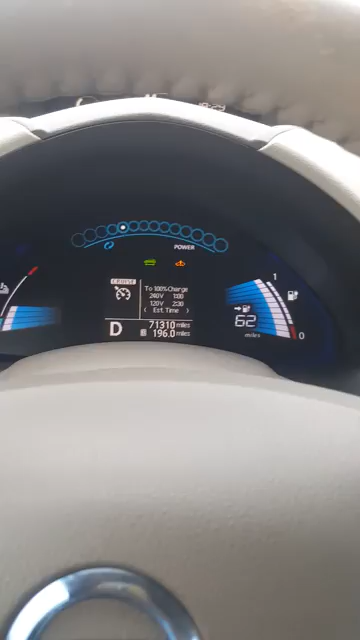 POWER
CRUISE
To 100% Charge
240V 1:00
120V 2:30
( Est. Time )
D
71310 miles
196.0 miles
1
62
miles
0